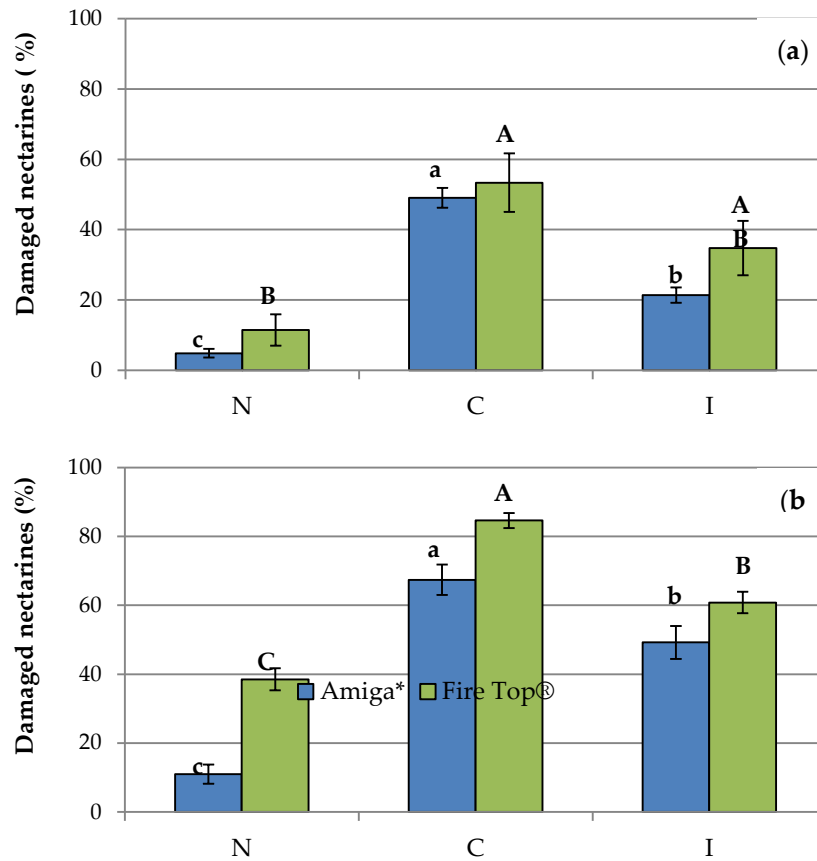 Damaged nectarines ( %)
100
80
60
40
20
0
(a)
c
B
a
A
b
A
B
N C I
Damaged nectarines (%)
100
80
60
40
20
0
(b
c
C
a
A
b
B
Amiga* Fire Top®
N C I